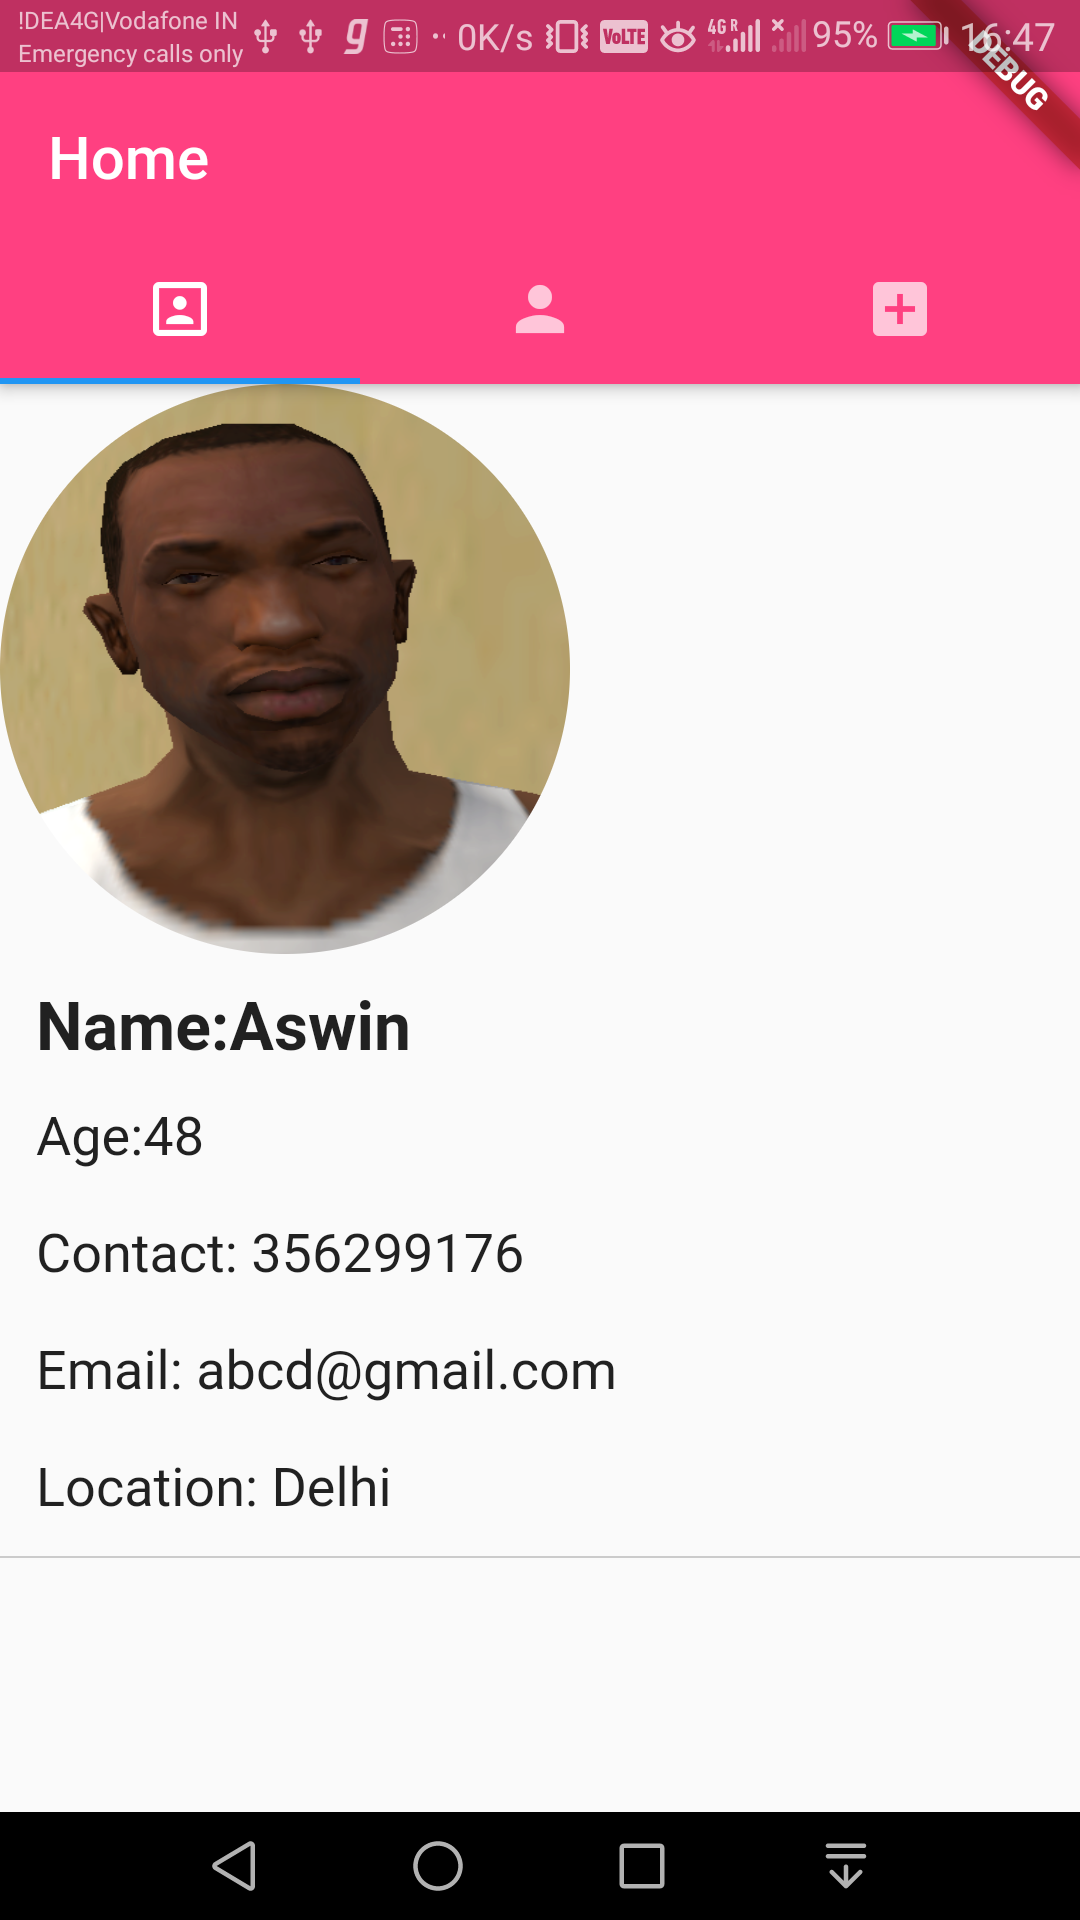 !DEA4G|Vodafone IN
Emergency calls only
g
0K/s
VoLTE
4G R
95%
16:47
DEBUG
Home
Name:Aswin
Age:48
Contact: 356299176
Email: abcd@gmail.com
Location: Delhi